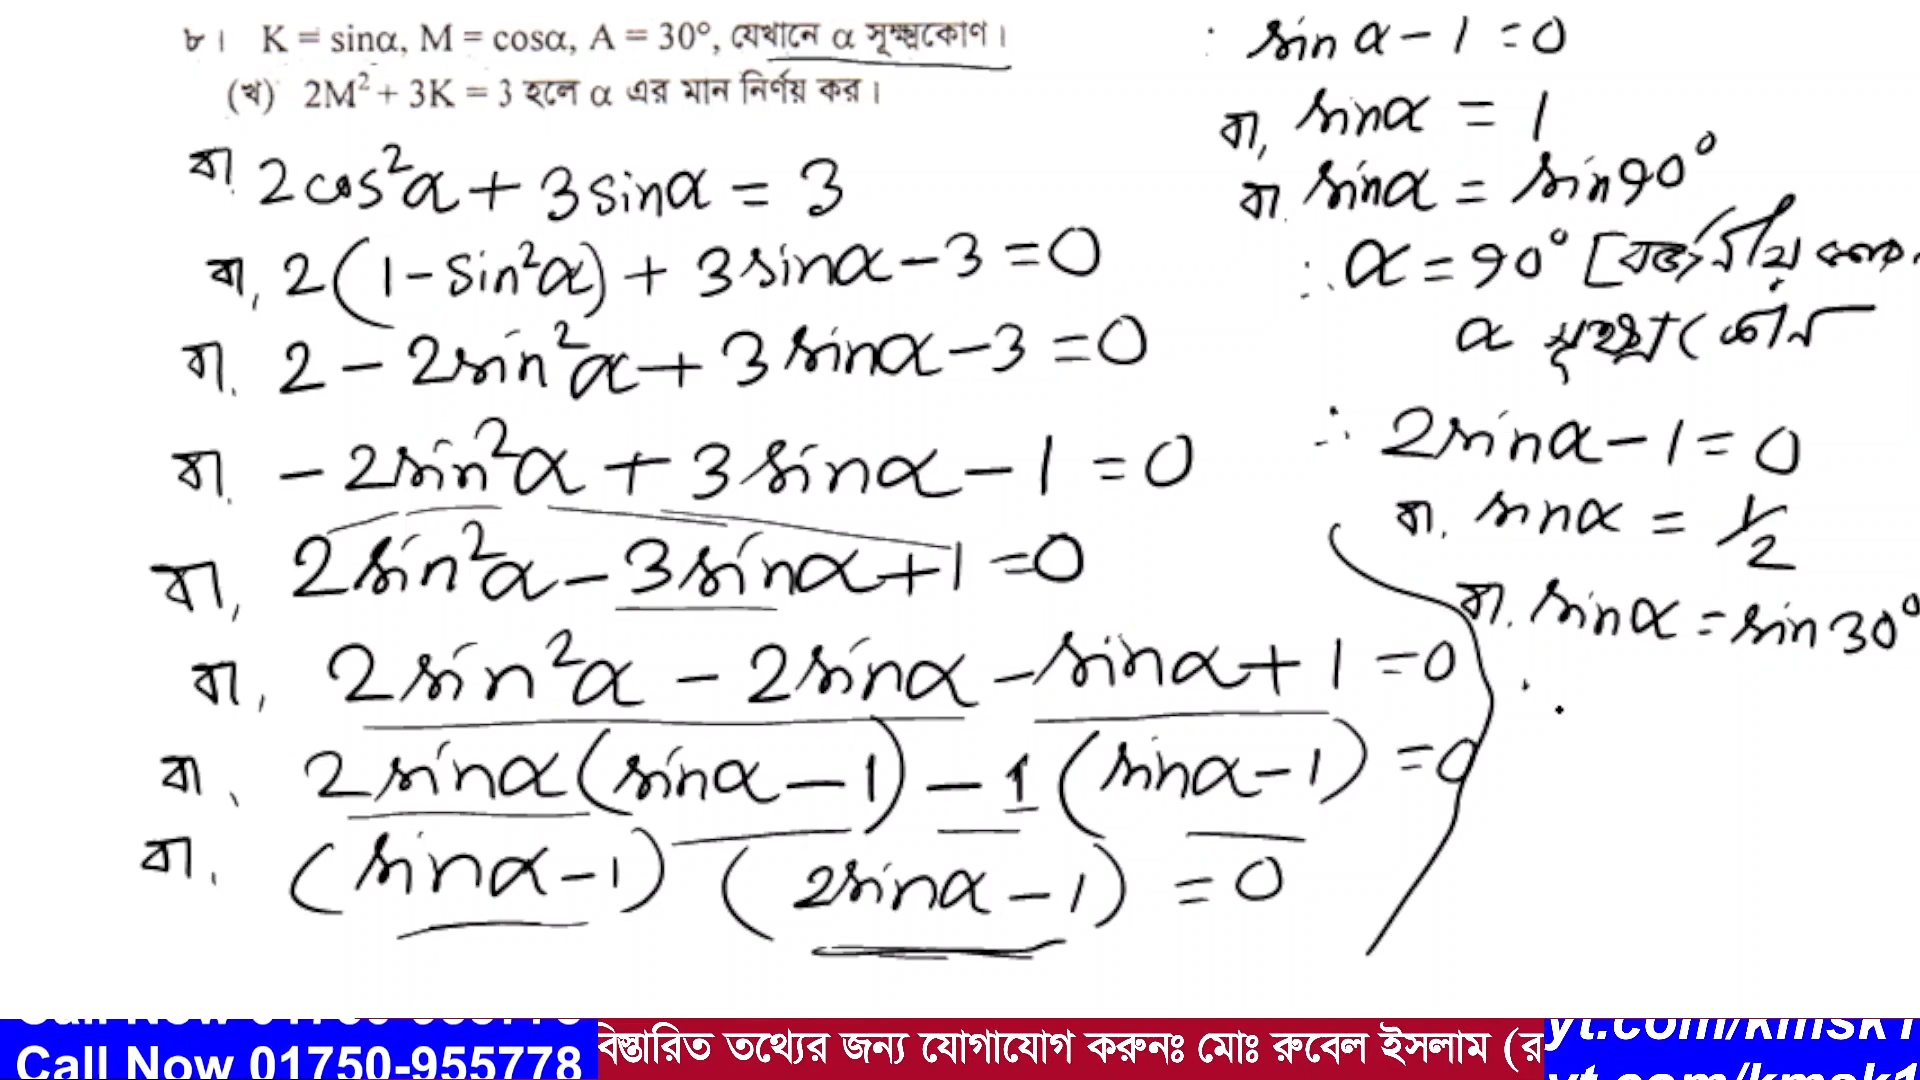 ৮। K = sinα, M = cosα, A = 30°, যেখানে α সূক্ষ্মকোণ।
(খ) 2M² + 3K = 3 হলে α এর মান নির্ণয় কর।
বা, 2cos²α + 3sinα = 3
বা, 2(1-sin²α) + 3sinα - 3 = 0
বা, 2 - 2sin²α + 3sinα - 3 = 0
বা, -2sin²α + 3sinα - 1 = 0
বা, 2sin²α - 3sinα + 1 = 0
বা, 2sin²α - 2sinα - sinα + 1 = 0
বা, 2sinα(sinα - 1) - 1(sinα - 1) = 0
বা, (sinα - 1) (2sinα - 1) = 0
sinα - 1 = 0
বা, sinα = 1
বা, sinα = sin90°
∴ α = 90° [
α
∴ 2sinα - 1 = 0
বা, sinα = 1/2
বা, sinα = sin30°
Call Now 01750-955778
বিস্তারিত তথ্যের জন্য যোগাযোগ করুনঃ মোঃ রুবেল ইসলাম (র
yt.com/kmsk1